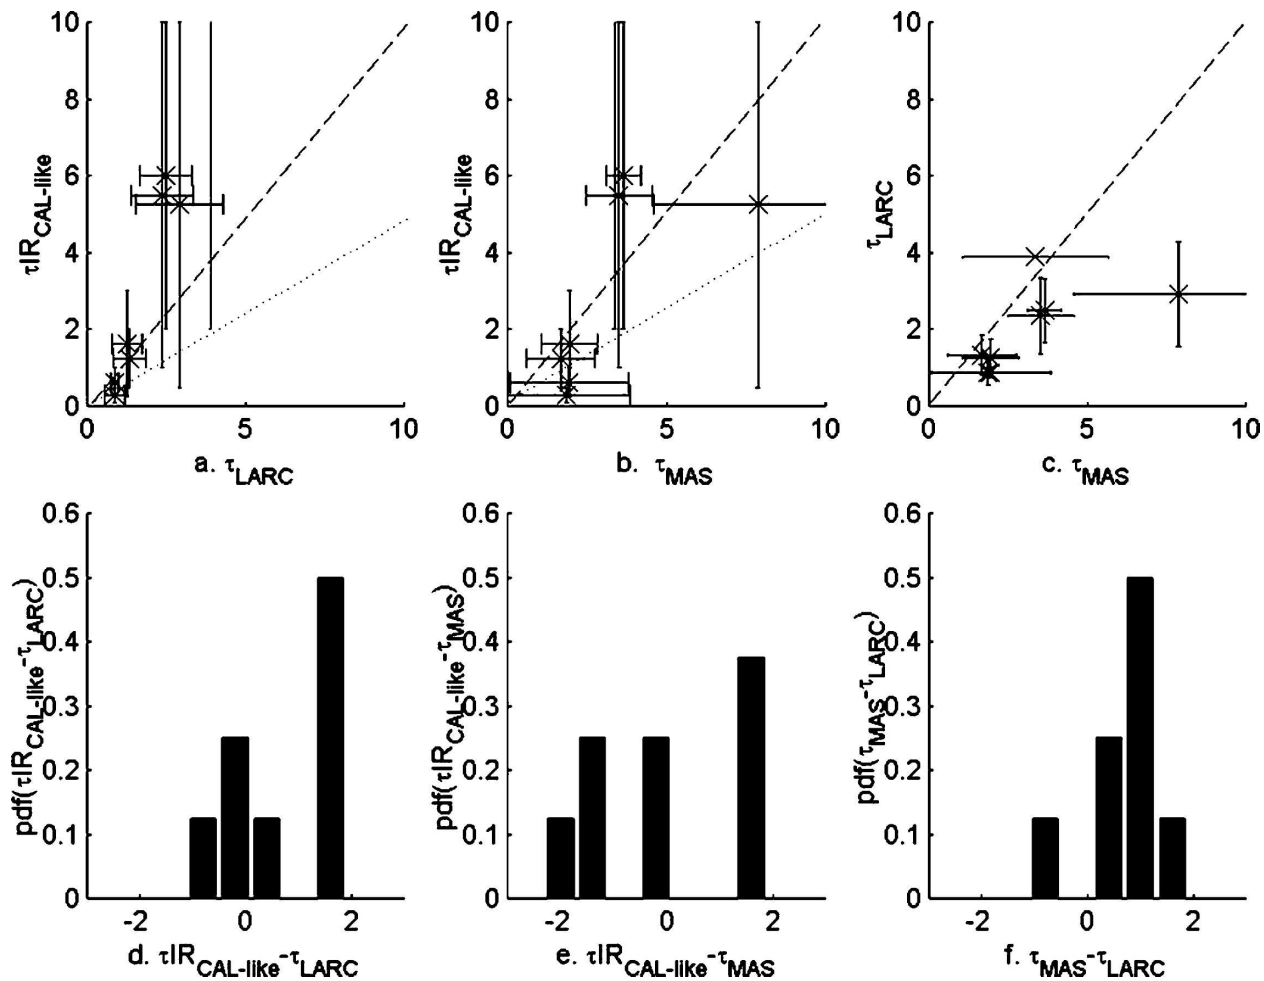 10
8
6
4
2
0
τIR_CAL-like
0 5 10
a. τ_LARC
10
8
6
4
2
0
τIR_CAL-like
0 5 10
b. τ_MAS
10
8
6
4
2
0
τ_LARC
0 5 10
c. τ_MAS
0.6
0.5
0.4
0.3
0.2
0.1
0
pdf(τIR_CAL-like-τ_LARC)
-2 0 2
d. τIR_CAL-like-τ_LARC
0.6
0.5
0.4
0.3
0.2
0.1
0
pdf(τIR_CAL-like-τ_MAS)
-2 0 2
e. τIR_CAL-like-τ_MAS
0.6
0.5
0.4
0.3
0.2
0.1
0
pdf(τ_MAS-τ_LARC)
-2 0 2
f. τ_MAS-τ_LARC